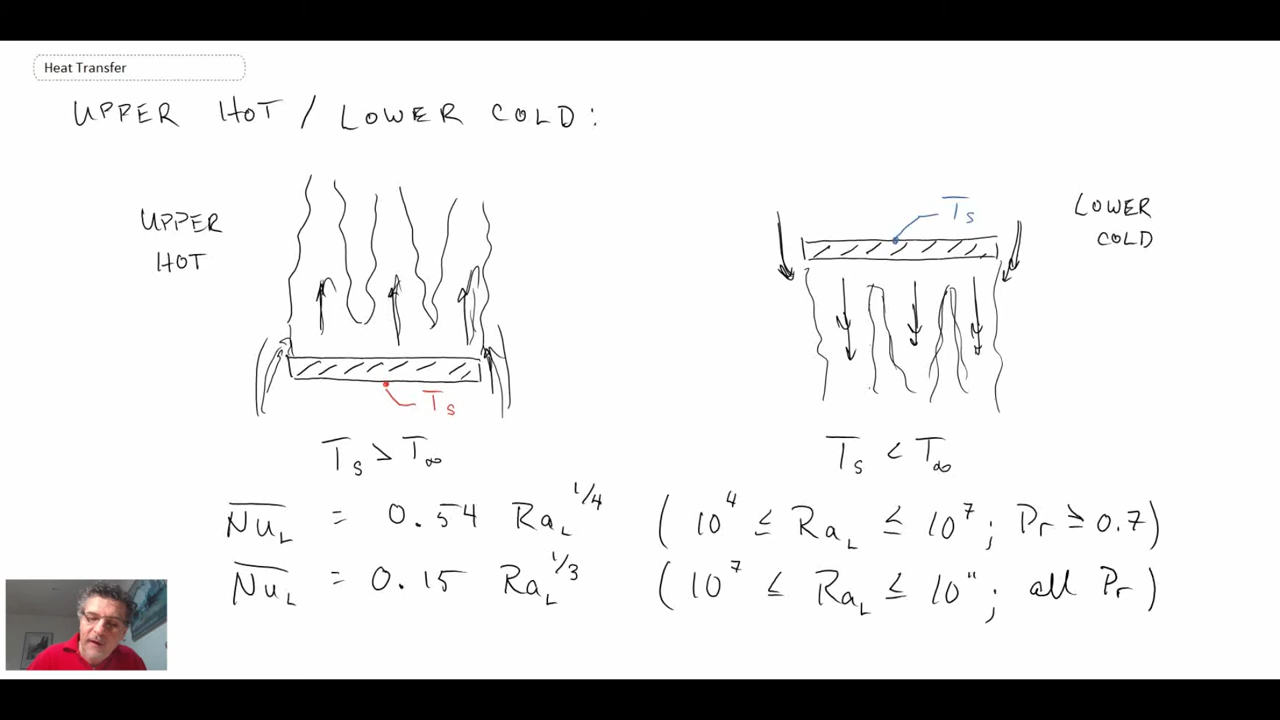 Heat Transfer
UPPER HOT / LOWER COLD:
UPPER
HOT
Ts
Ts
LOWER
COLD
Ts > T∞
Ts < T∞
NuL = 0.54 RaL^1/4 (10^4 ≤ RaL ≤ 10^7; Pr ≥ 0.7)
NuL = 0.15 RaL^1/3 (10^7 ≤ RaL ≤ 10^11; all Pr)